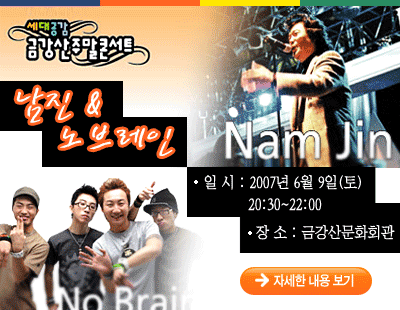 세대공감
금강산주말콘서트
남진 &
노브레인
Nam Jin
• 일 시 : 2007년 6월 9일(토)
20:30~22:00
• 장 소 : 금강산문화회관
No Brain
자세한 내용 보기